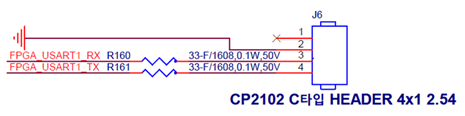 J6
1
2
FPGA_USART1_RX R160 33-F/1608,0.1W,50V 3
FPGA_USART1_TX R161 33-F/1608,0.1W,50V 4
CP2102 C타입 HEADER 4x1 2.54